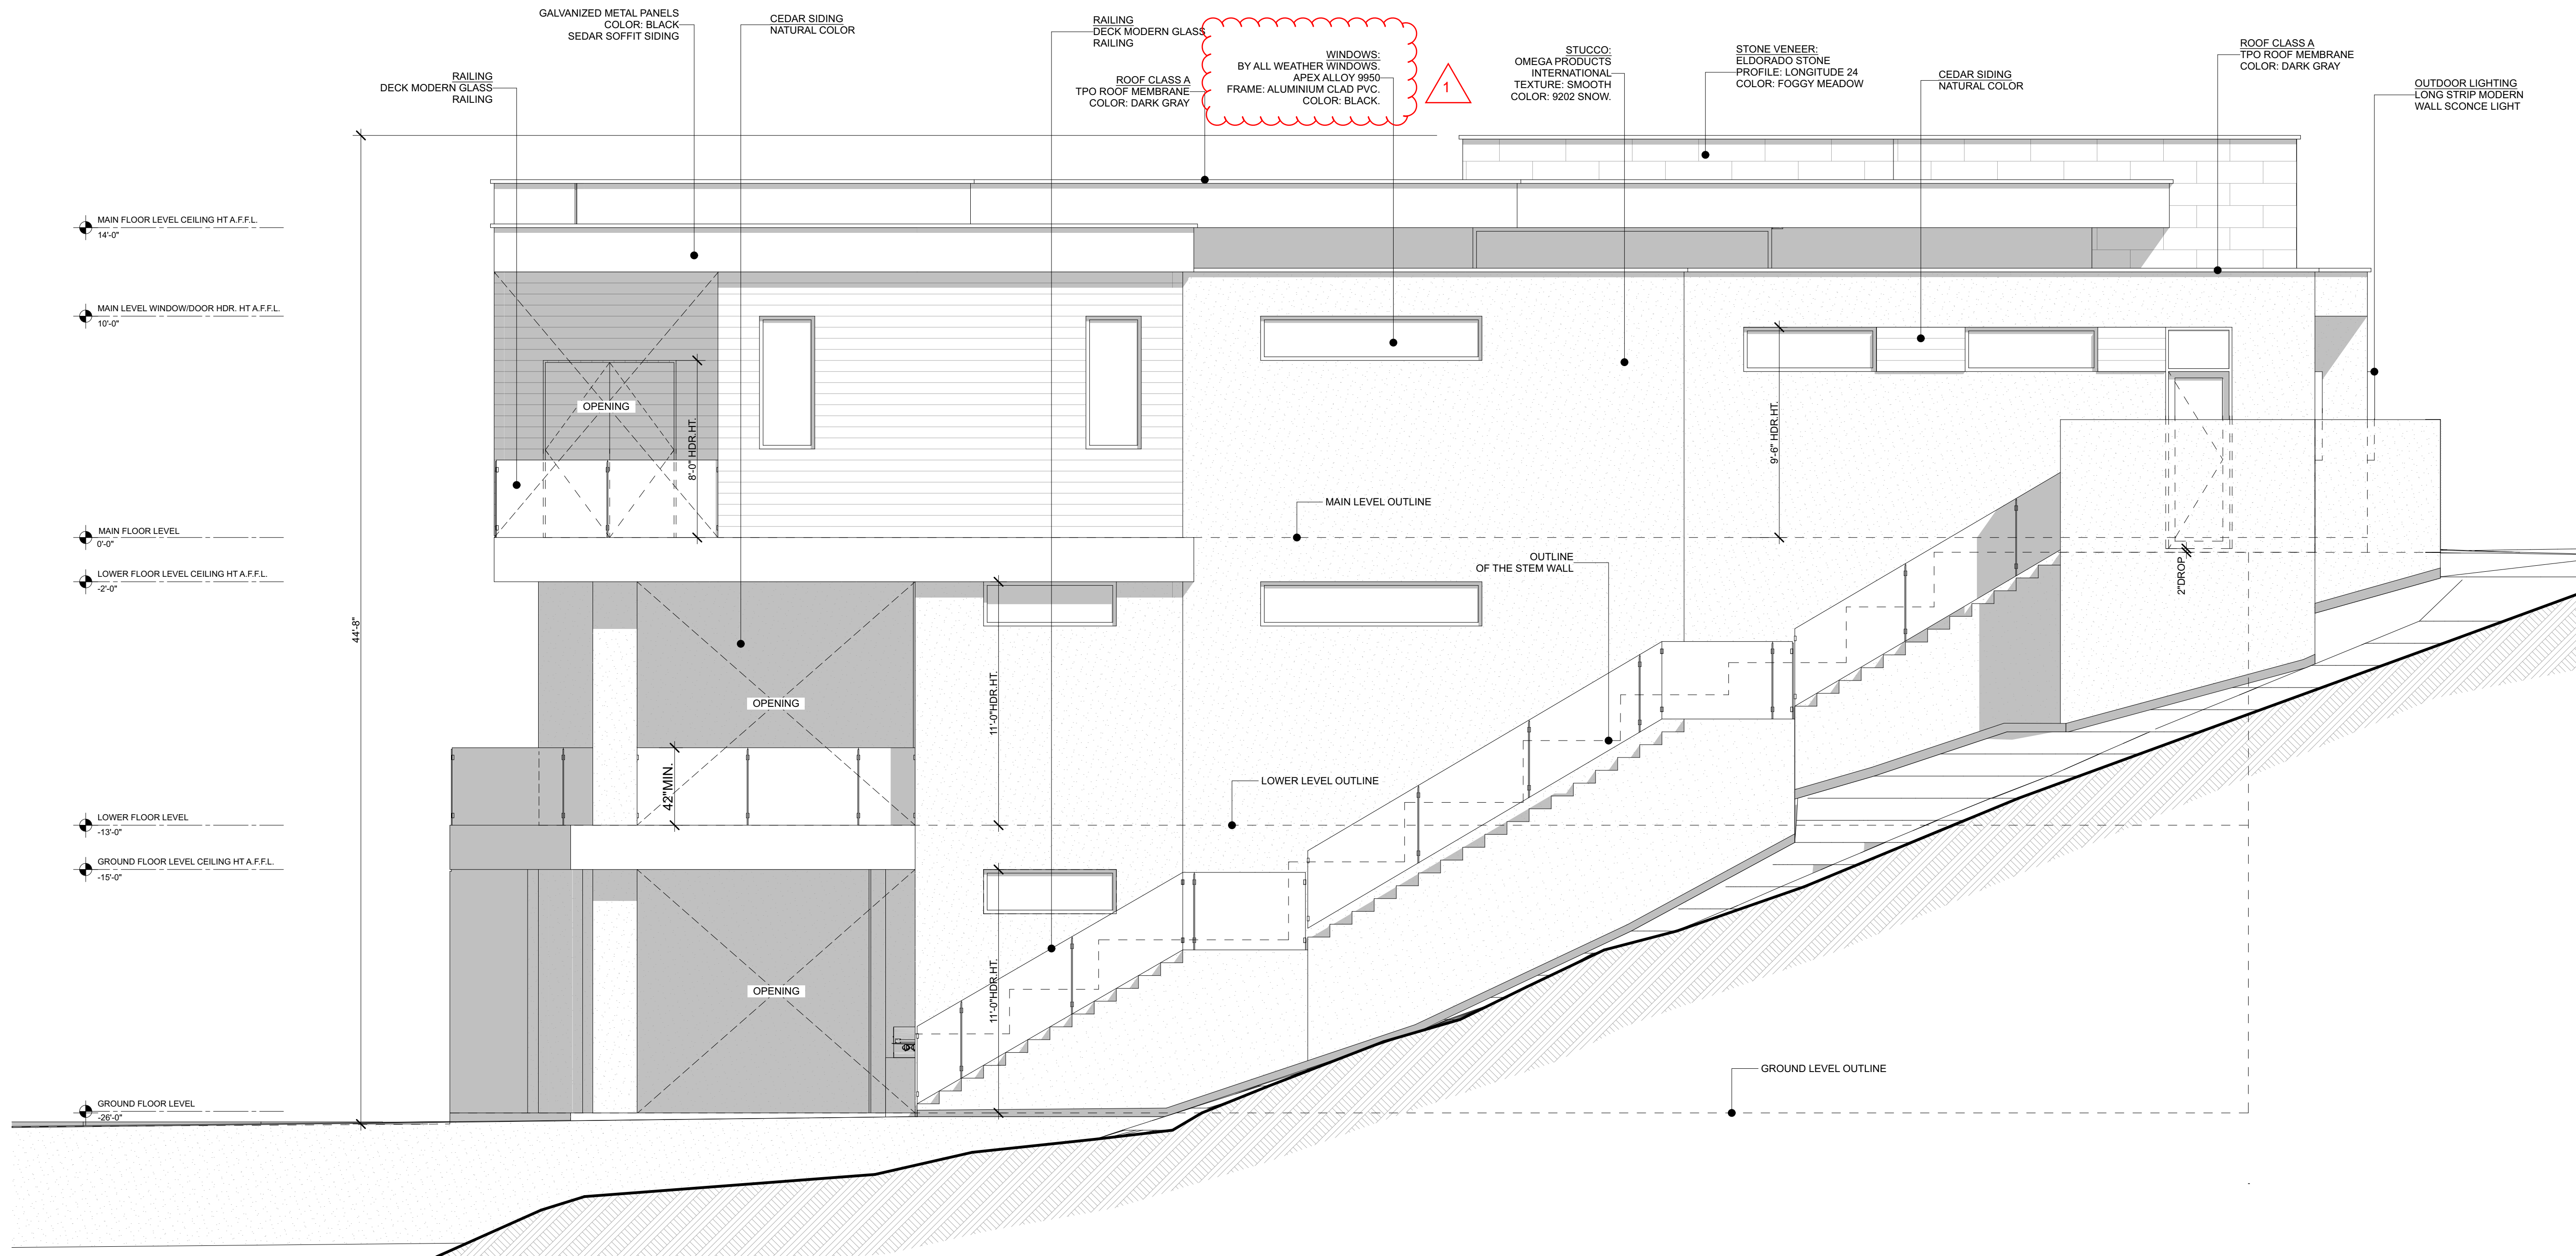 GALVANIZED METAL PANELS
COLOR: BLACK
SEDAR SOFFIT SIDING
CEDAR SIDING
NATURAL COLOR
RAILING
DECK MODERN GLASS
RAILING
WINDOWS:
BY ALL WEATHER WINDOWS.
APEX ALLOY 9950
FRAME: ALUMINIUM CLAD PVC.
COLOR: BLACK.
1
STUCCO:
OMEGA PRODUCTS
INTERNATIONAL
TEXTURE: SMOOTH
COLOR: 9202 SNOW.
STONE VENEER:
ELDORADO STONE
PROFILE: LONGITUDE 24
COLOR: FOGGY MEADOW
CEDAR SIDING
NATURAL COLOR
ROOF CLASS A
TPO ROOF MEMBRANE
COLOR: DARK GRAY
OUTDOOR LIGHTING
LONG STRIP MODERN
WALL SCONCE LIGHT
RAILING
DECK MODERN GLASS
RAILING
ROOF CLASS A
TPO ROOF MEMBRANE
COLOR: DARK GRAY
MAIN FLOOR LEVEL CEILING HT A.F.F.L.
14'-0"
MAIN LEVEL WINDOW/DOOR HDR. HT A.F.F.L.
10'-0"
OPENING
8'-0" HDR.HT.
9'-6" HDR.HT.
MAIN LEVEL OUTLINE
MAIN FLOOR LEVEL
0'-0"
OUTLINE
OF THE STEM WALL
2"DROP
LOWER FLOOR LEVEL CEILING HT A.F.F.L.
-2'-0"
44'-8"
OPENING
11'-0"HDR.HT.
42"MIN.
LOWER LEVEL OUTLINE
LOWER FLOOR LEVEL
-13'-0"
GROUND FLOOR LEVEL CEILING HT A.F.F.L.
-15'-0"
OPENING
11'-0"HDR.HT.
GROUND LEVEL OUTLINE
GROUND FLOOR LEVEL
-26'-0"